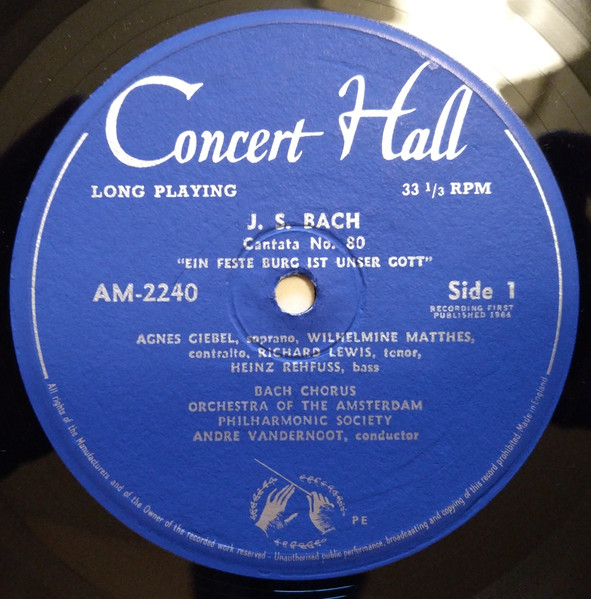 Concert Hall
LONG PLAYING
33 1/3 RPM
J. S. BACH
Cantata No. 80
"EIN FESTE BURG IST UNSER GOTT"
AM-2240
Side 1
RECORDING FIRST
PUBLISHED 1964
AGNES GIEBEL, soprano, WILHELMINE MATTHES,
contralto, RICHARD LEWIS, tenor,
HEINZ REHFUSS, bass
BACH CHORUS
ORCHESTRA OF THE AMSTERDAM
PHILHARMONIC SOCIETY
ANDRE VANDERNOOT, conductor
PE
All rights of the Manufacturers and of the Owner of the recorded work reserved - Unauthorised public performance, broadcasting and copying of this record prohibited. Made in England